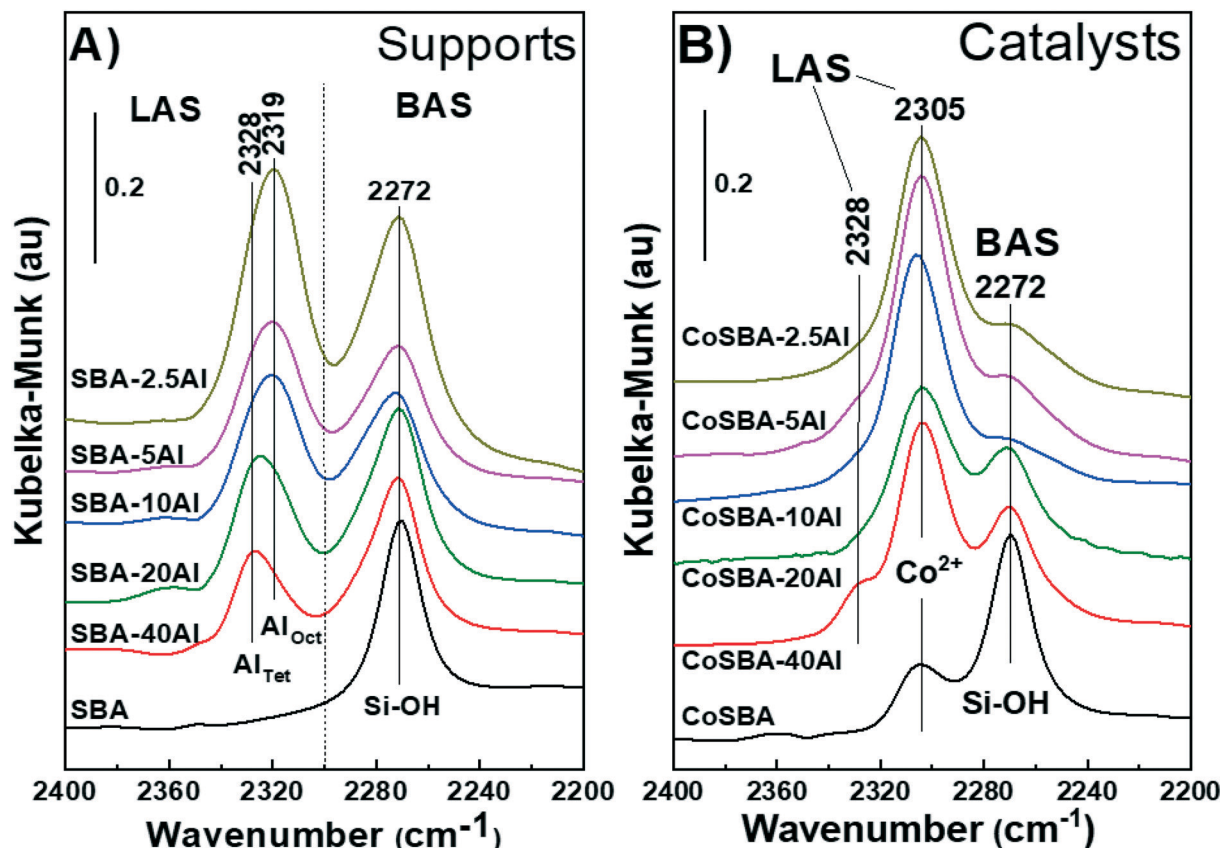 A) Supports
LAS BAS
2328
2319
0.2
2272
SBA-2.5Al
SBA-5Al
SBA-10Al
SBA-20Al
SBA-40Al
AlOct
AlTet
SBA
Si-OH
2400 2360 2320 2280 2240 2200
Wavenumber (cm-1)
Kubelka-Munk (au)
B) Catalysts
LAS
2305
0.2
2328
BAS
2272
CoSBA-2.5Al
CoSBA-5Al
CoSBA-10Al
CoSBA-20Al
Co2+
CoSBA-40Al
Si-OH
CoSBA
2400 2360 2320 2280 2240 2200
Wavenumber (cm-1)
Kubelka-Munk (au)